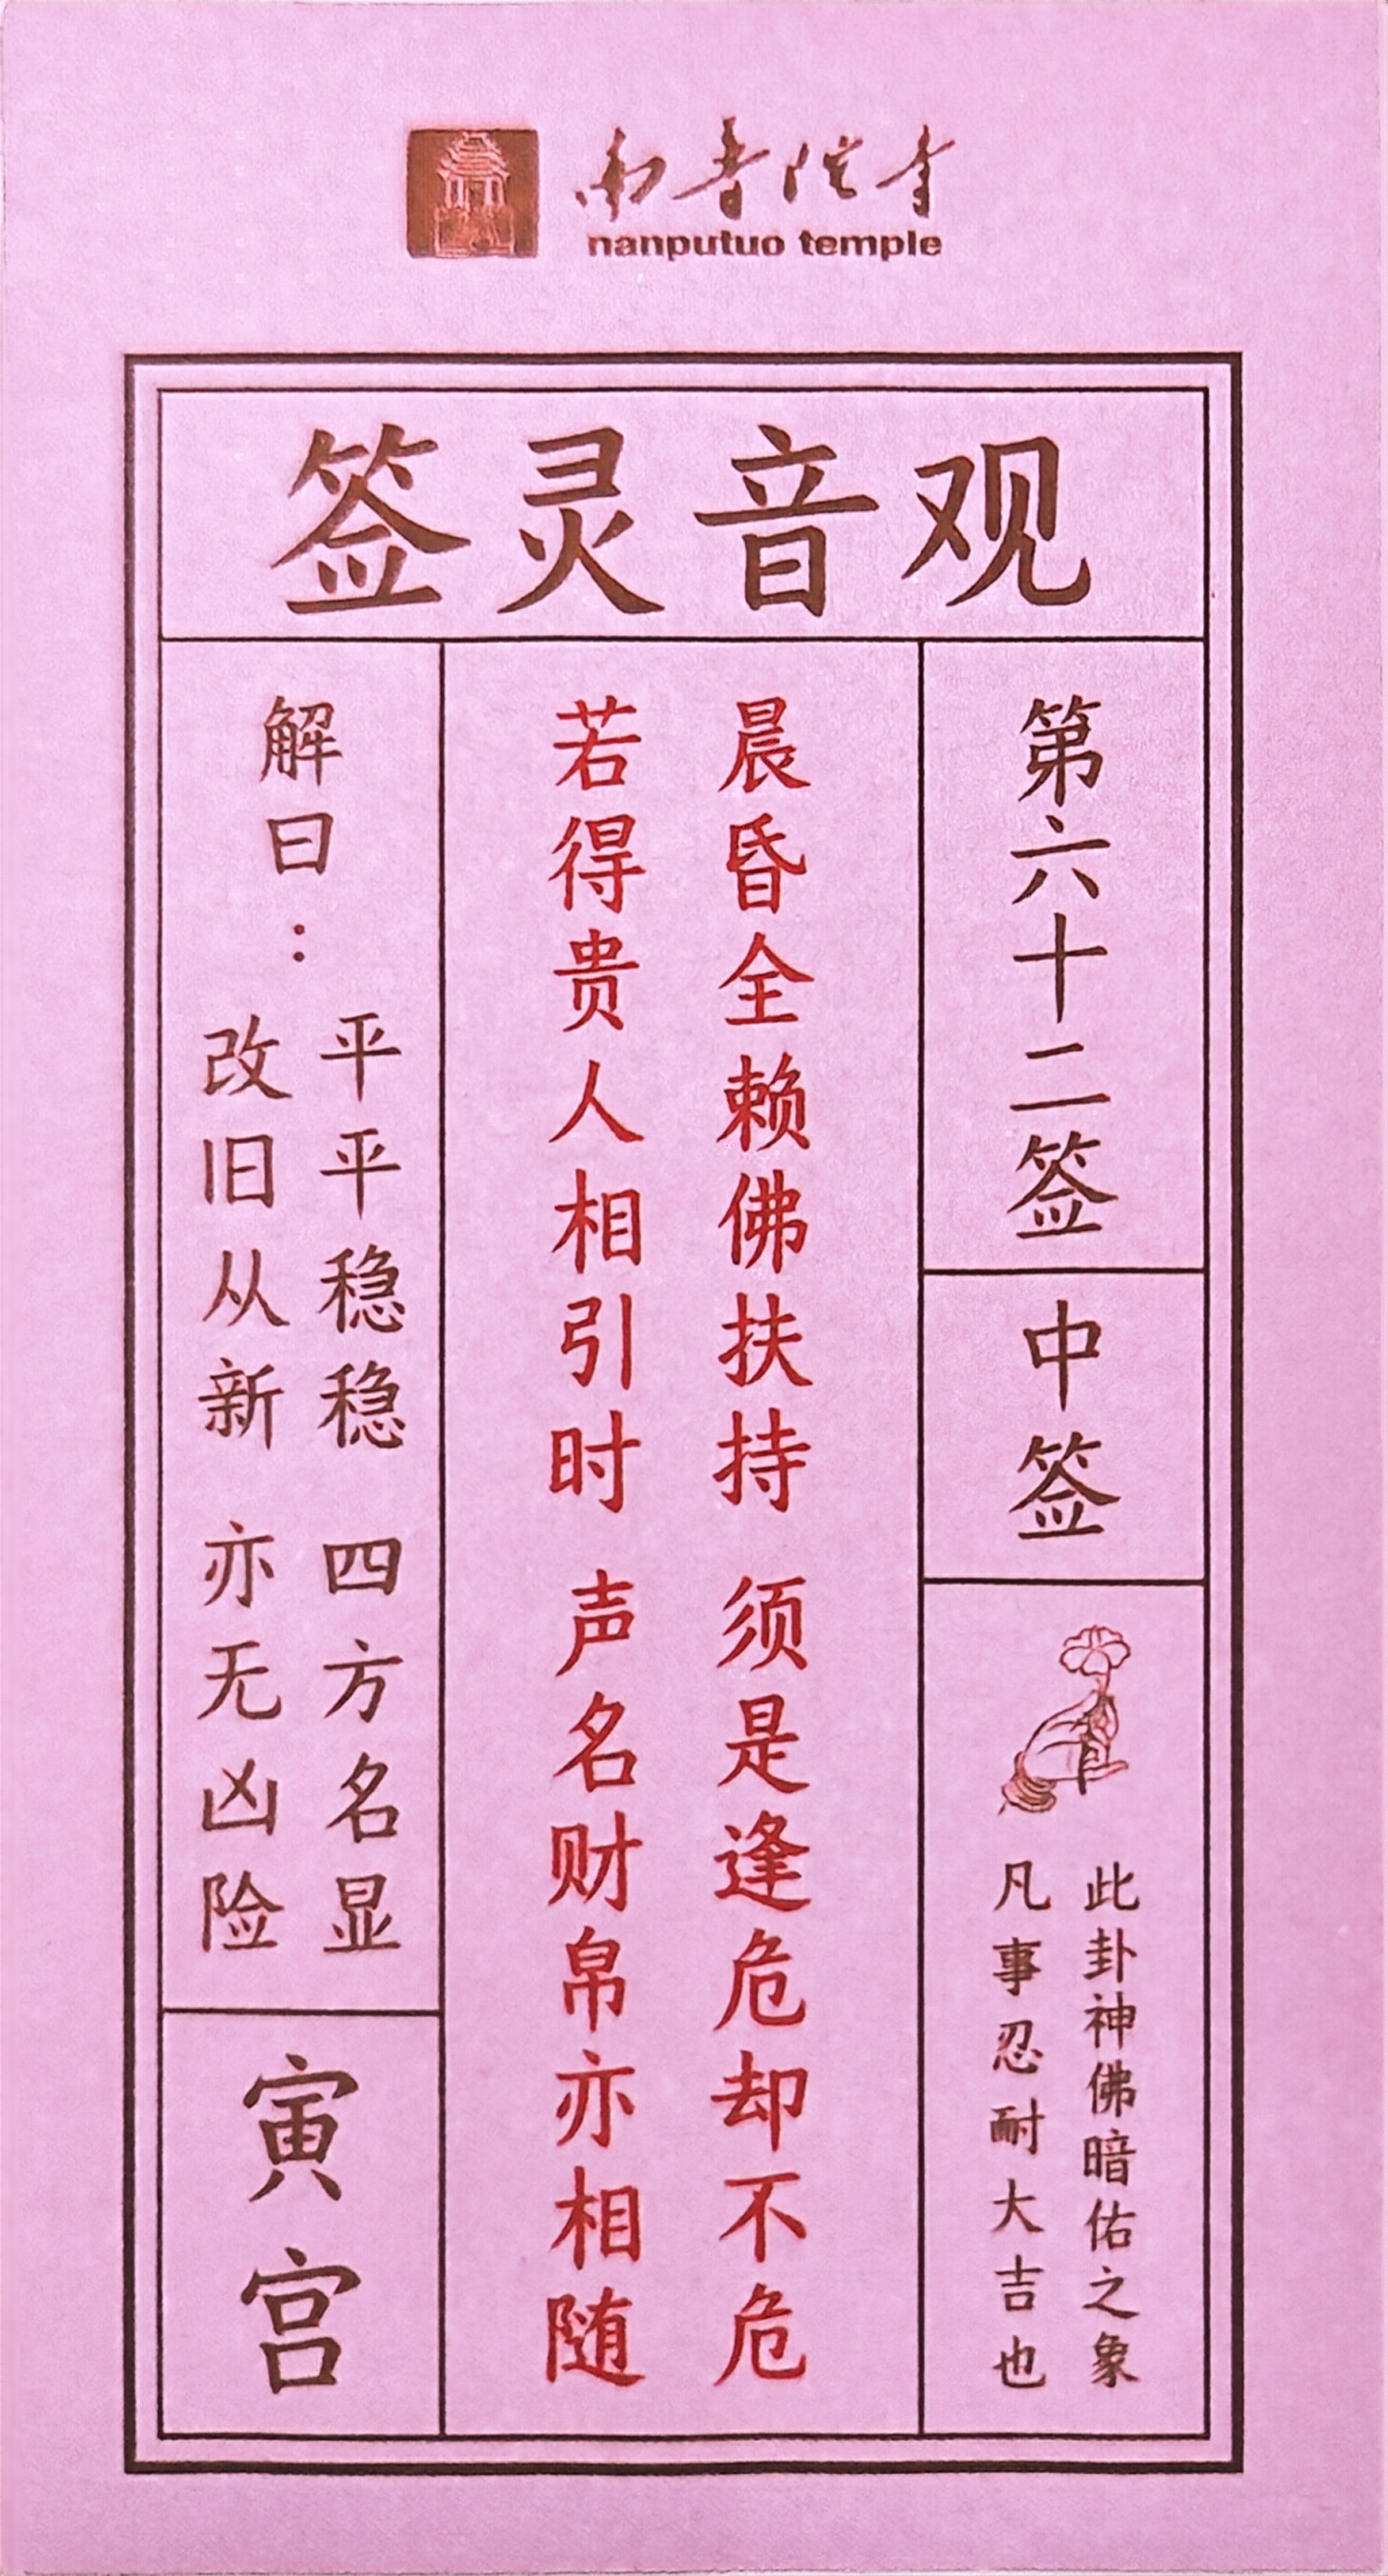 南普陀寺
nanputuo temple
观音灵签
第六十二签
中签
此卦神佛暗佑之象
凡事忍耐大吉也
晨昏全赖佛扶持 须是逢危却不危
若得贵人相引时 声名财帛亦相随
解曰：
平平稳稳 四方名显
改旧从新 亦无凶险
寅宫